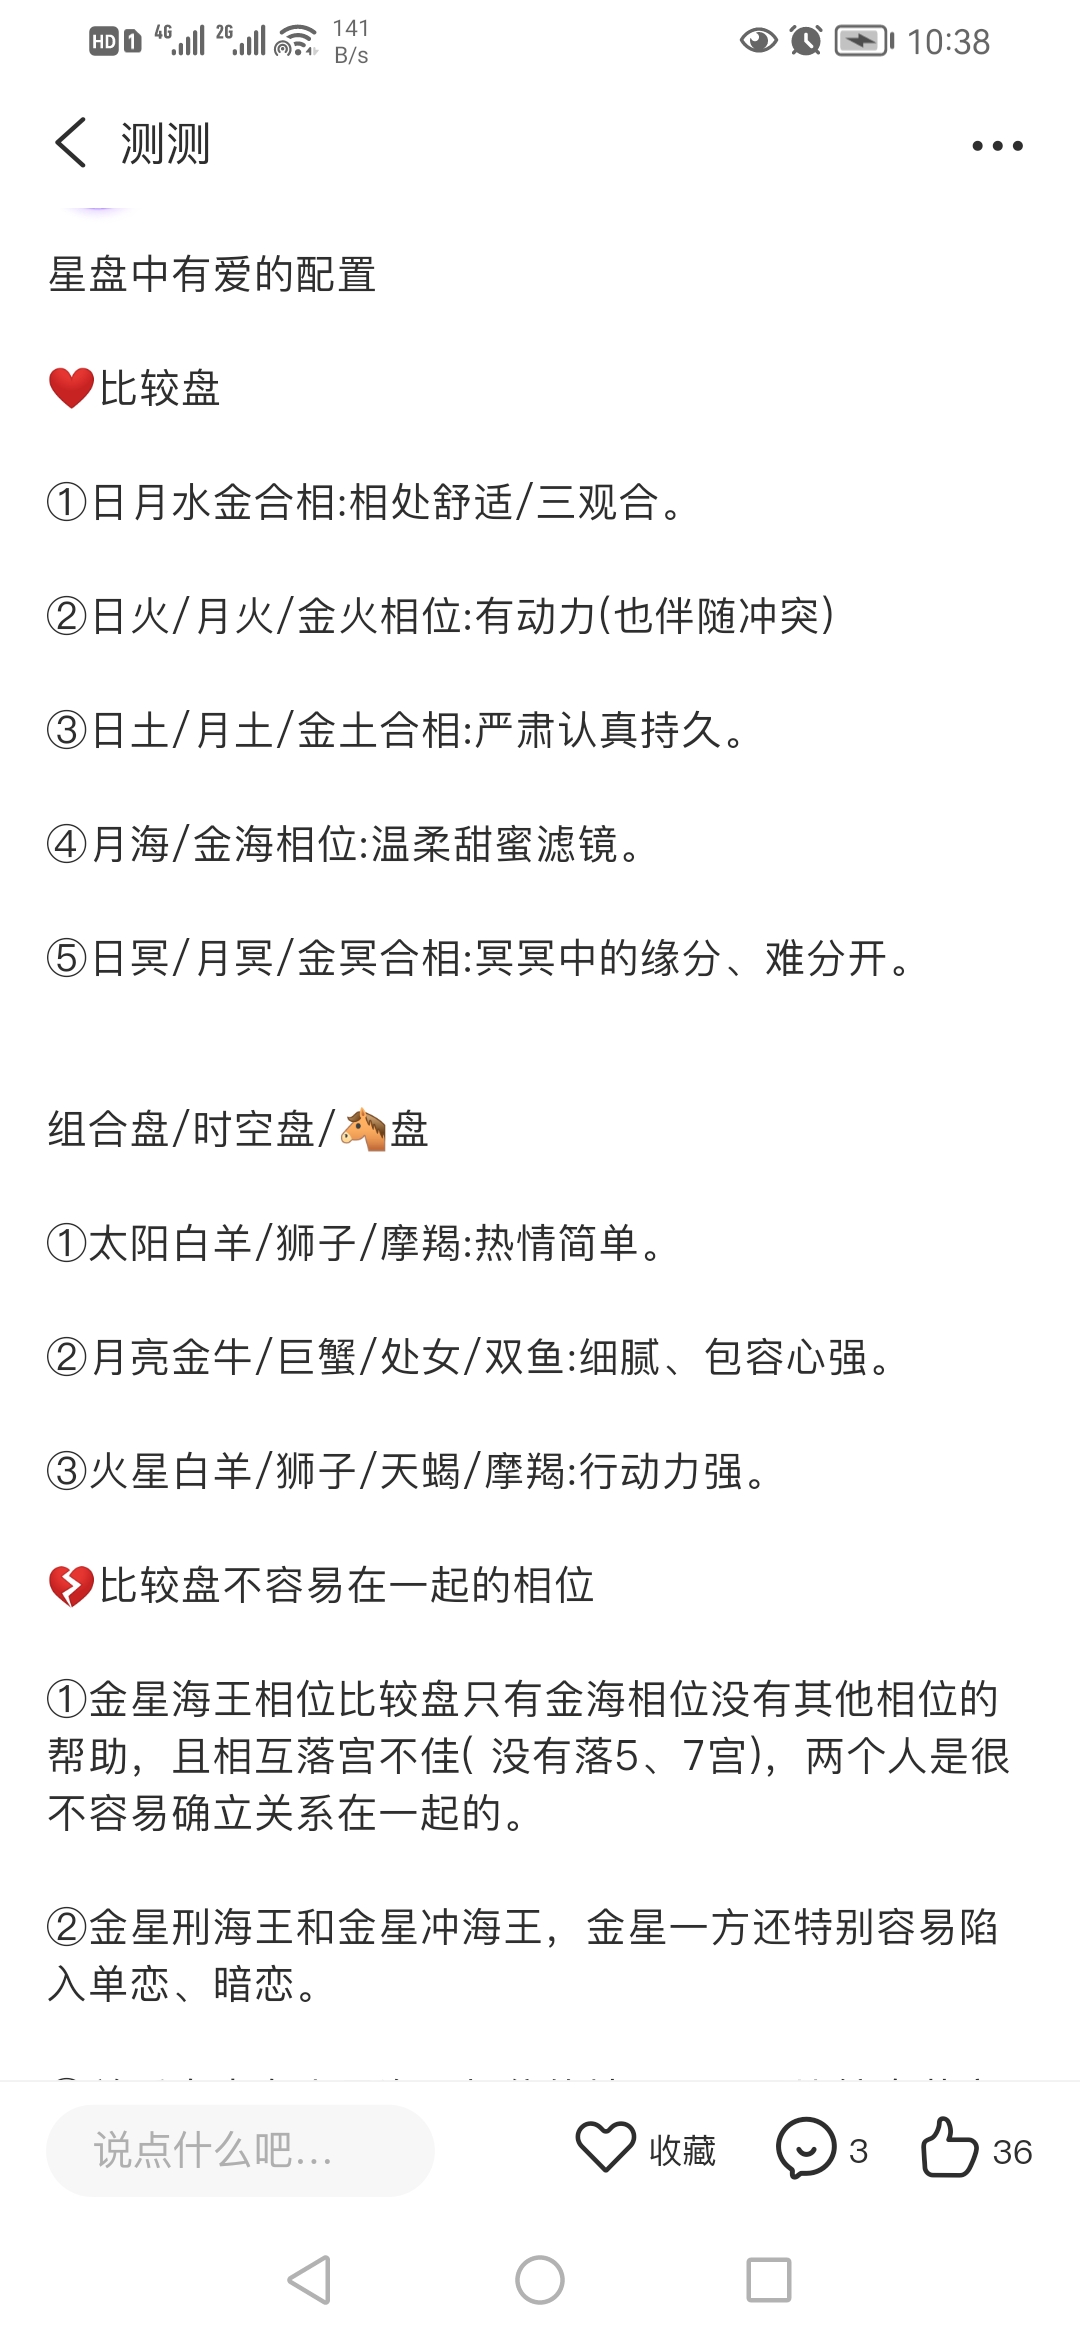 HD 1 4G 2G 141 B/s 10:38
测测
星盘中有爱的配置
比较盘
①日月水金合相:相处舒适/三观合。
②日火/月火/金火相位:有动力(也伴随冲突)
③日土/月土/金土合相:严肃认真持久。
④月海/金海相位:温柔甜蜜滤镜。
⑤日冥/月冥/金冥合相:冥冥中的缘分、难分开。
组合盘/时空盘/🐴盘
①太阳白羊/狮子/摩羯:热情简单。
②月亮金牛/巨蟹/处女/双鱼:细腻、包容心强。
③火星白羊/狮子/天蝎/摩羯:行动力强。
💔比较盘不容易在一起的相位
①金星海王相位比较盘只有金海相位没有其他相位的
帮助，且相互落宫不佳( 没有落5、7宫)，两个人是很
不容易确立关系在一起的。
②金星刑海王和金星冲海王，金星一方还特别容易陷
入单恋、暗恋。
说点什么吧... 收藏 3 36